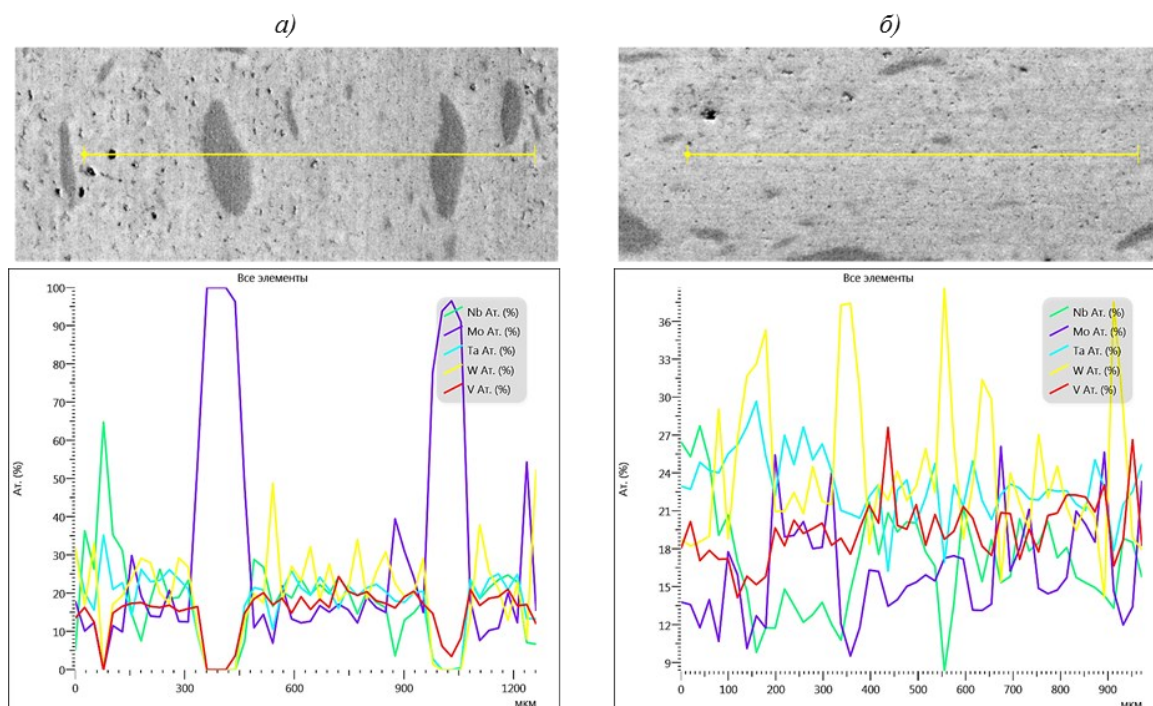 а)
б)
Все элементы
100
90
80
70
60
50
40
30
20
10
0
Ат. (%)
Nb Ат. (%)
Mo Ат. (%)
Ta Ат. (%)
W Ат. (%)
V Ат. (%)
0
300
600
900
1200
мкм
Все элементы
36
33
30
27
24
21
18
15
12
9
Ат. (%)
Nb Ат. (%)
Mo Ат. (%)
Ta Ат. (%)
W Ат. (%)
V Ат. (%)
0
100
200
300
400
500
600
700
800
900
мкм